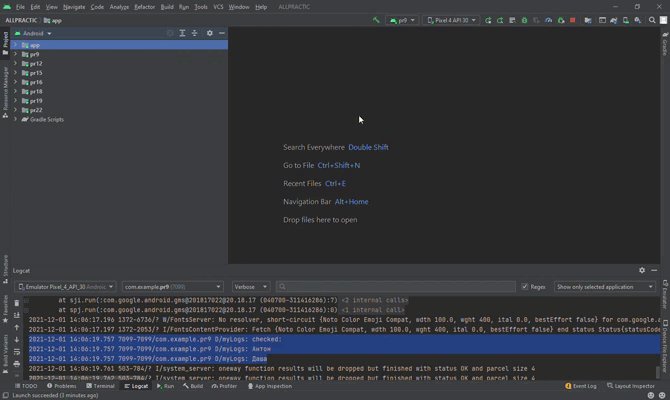 File Edit View Navigate Code Analyze Refactor Build Run Tools VCS Window Help ALLPRACTIC
ALLPRACTIC app
pr9 Pixel 4 API 30
Android
app
pr9
pr12
pr15
pr16
pr18
pr19
pr22
Gradle Scripts
Project
Resource Manager
Structure
Favorites
Build Variants
Gradle
Emulator
Device File Explorer
Search Everywhere Double Shift
Go to File Ctrl+Shift+N
Recent Files Ctrl+E
Navigation Bar Alt+Home
Drop files here to open
Logcat
Emulator Pixel_4_API_30 Android com.example.pr9 (7099) Verbose Regex Show only selected application
at sji.run(:com.google.android.gms@201817022@20.18.17 (040700-311416286):7) <2 internal calls>
at spj.run(:com.google.android.gms@201817022@20.18.17 (040700-311416286):0) <1 internal call>
2021-12-01 14:06:17.196 1372-6736/? W/FontsServer: No resolver, short-circuit {Noto Color Emoji Compat, wdth 100.0, wght 400, ital 0.0, bestEffort false} for com.google.a
2021-12-01 14:06:17.197 1372-2053/? I/FontsContentProvider: Fetch {Noto Color Emoji Compat, wdth 100.0, wght 400, ital 0.0, bestEffort false} end status Status{statusCode
2021-12-01 14:06:19.757 7099-7099/com.example.pr9 D/myLogs: checked:
2021-12-01 14:06:19.757 7099-7099/com.example.pr9 D/myLogs: Антон
2021-12-01 14:06:19.757 7099-7099/com.example.pr9 D/myLogs: Даша
2021-12-01 14:06:19.761 503-784/? I/system_server: oneway function results will be dropped but finished with status OK and parcel size 4
2021-12-01 14:06:19.765 503-784/? I/system_server: oneway function results will be dropped but finished with status OK and parcel size 4
TODO Problems Terminal Logcat Run Build Profiler App Inspection Event Log Layout Inspector
Launch succeeded (3 minutes ago)